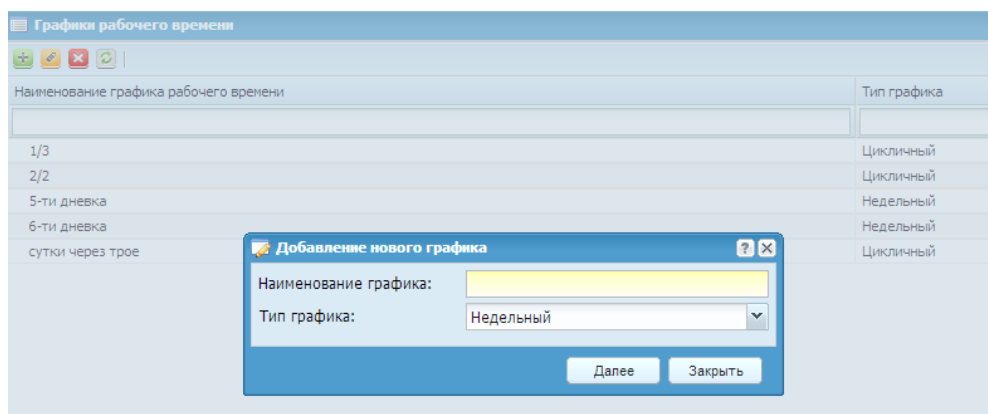 Графики рабочего времени
Наименование графика рабочего времени Тип графика
1/3 Цикличный
2/2 Цикличный
5-ти дневка Недельный
6-ти дневка Недельный
сутки через трое Цикличный
Добавление нового графика ?
Наименование графика:
Тип графика: Недельный
Далее Закрыть